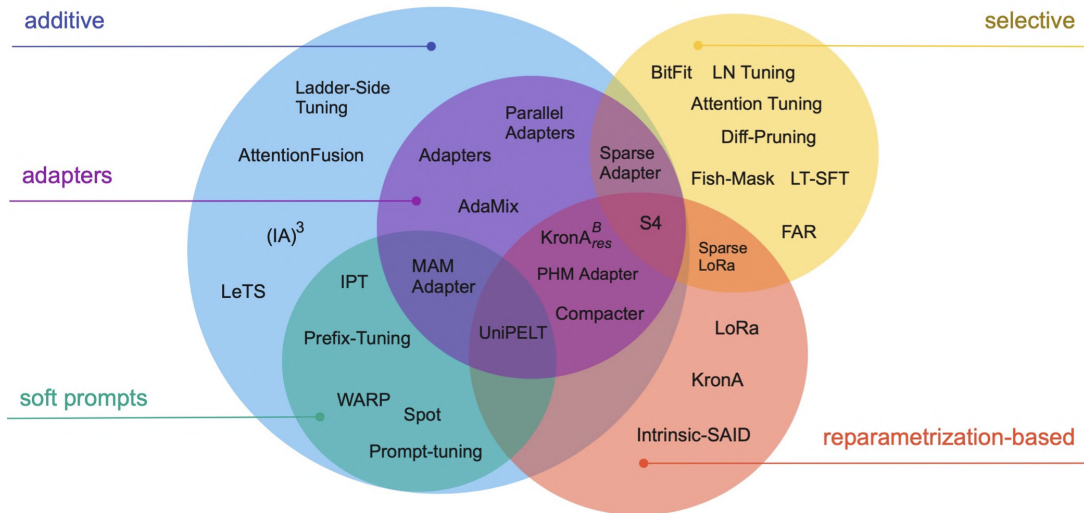 additive
selective
BitFit LN Tuning
Ladder-Side
Tuning
Attention Tuning
Parallel
Adapters
Diff-Pruning
AttentionFusion
Adapters
Sparse
Adapter
adapters
Fish-Mask LT-SFT
AdaMix
S4
FAR
(IA)³
KronA^B_res
Sparse
LoRa
MAM
Adapter
PHM Adapter
IPT
LeTS
Compacter
UniPELT
LoRa
Prefix-Tuning
KronA
soft prompts
WARP
Spot
Intrinsic-SAID
reparametrization-based
Prompt-tuning